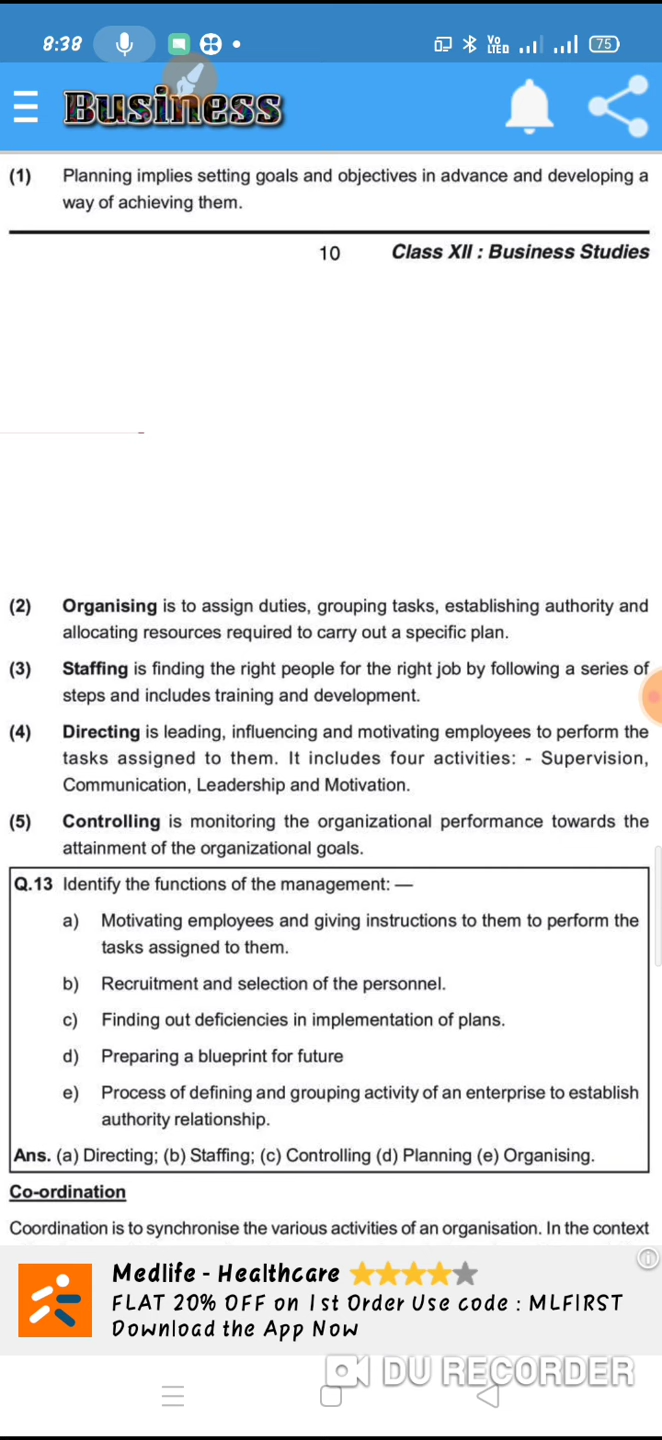 8:38
VO LTED
75
Business
(1) Planning implies setting goals and objectives in advance and developing a
way of achieving them.
10 Class XII : Business Studies
(2) Organising is to assign duties, grouping tasks, establishing authority and
allocating resources required to carry out a specific plan.
(3) Staffing is finding the right people for the right job by following a series of
steps and includes training and development.
(4) Directing is leading, influencing and motivating employees to perform the
tasks assigned to them. It includes four activities: - Supervision,
Communication, Leadership and Motivation.
(5) Controlling is monitoring the organizational performance towards the
attainment of the organizational goals.
Q.13 Identify the functions of the management: —
a) Motivating employees and giving instructions to them to perform the
tasks assigned to them.
b) Recruitment and selection of the personnel.
c) Finding out deficiencies in implementation of plans.
d) Preparing a blueprint for future
e) Process of defining and grouping activity of an enterprise to establish
authority relationship.
Ans. (a) Directing; (b) Staffing; (c) Controlling (d) Planning (e) Organising.
Co-ordination
Coordination is to synchronise the various activities of an organisation. In the context
Medlife - Healthcare
FLAT 20% OFF on 1st Order Use code : MLFIRST
Download the App Now
DU RECORDER